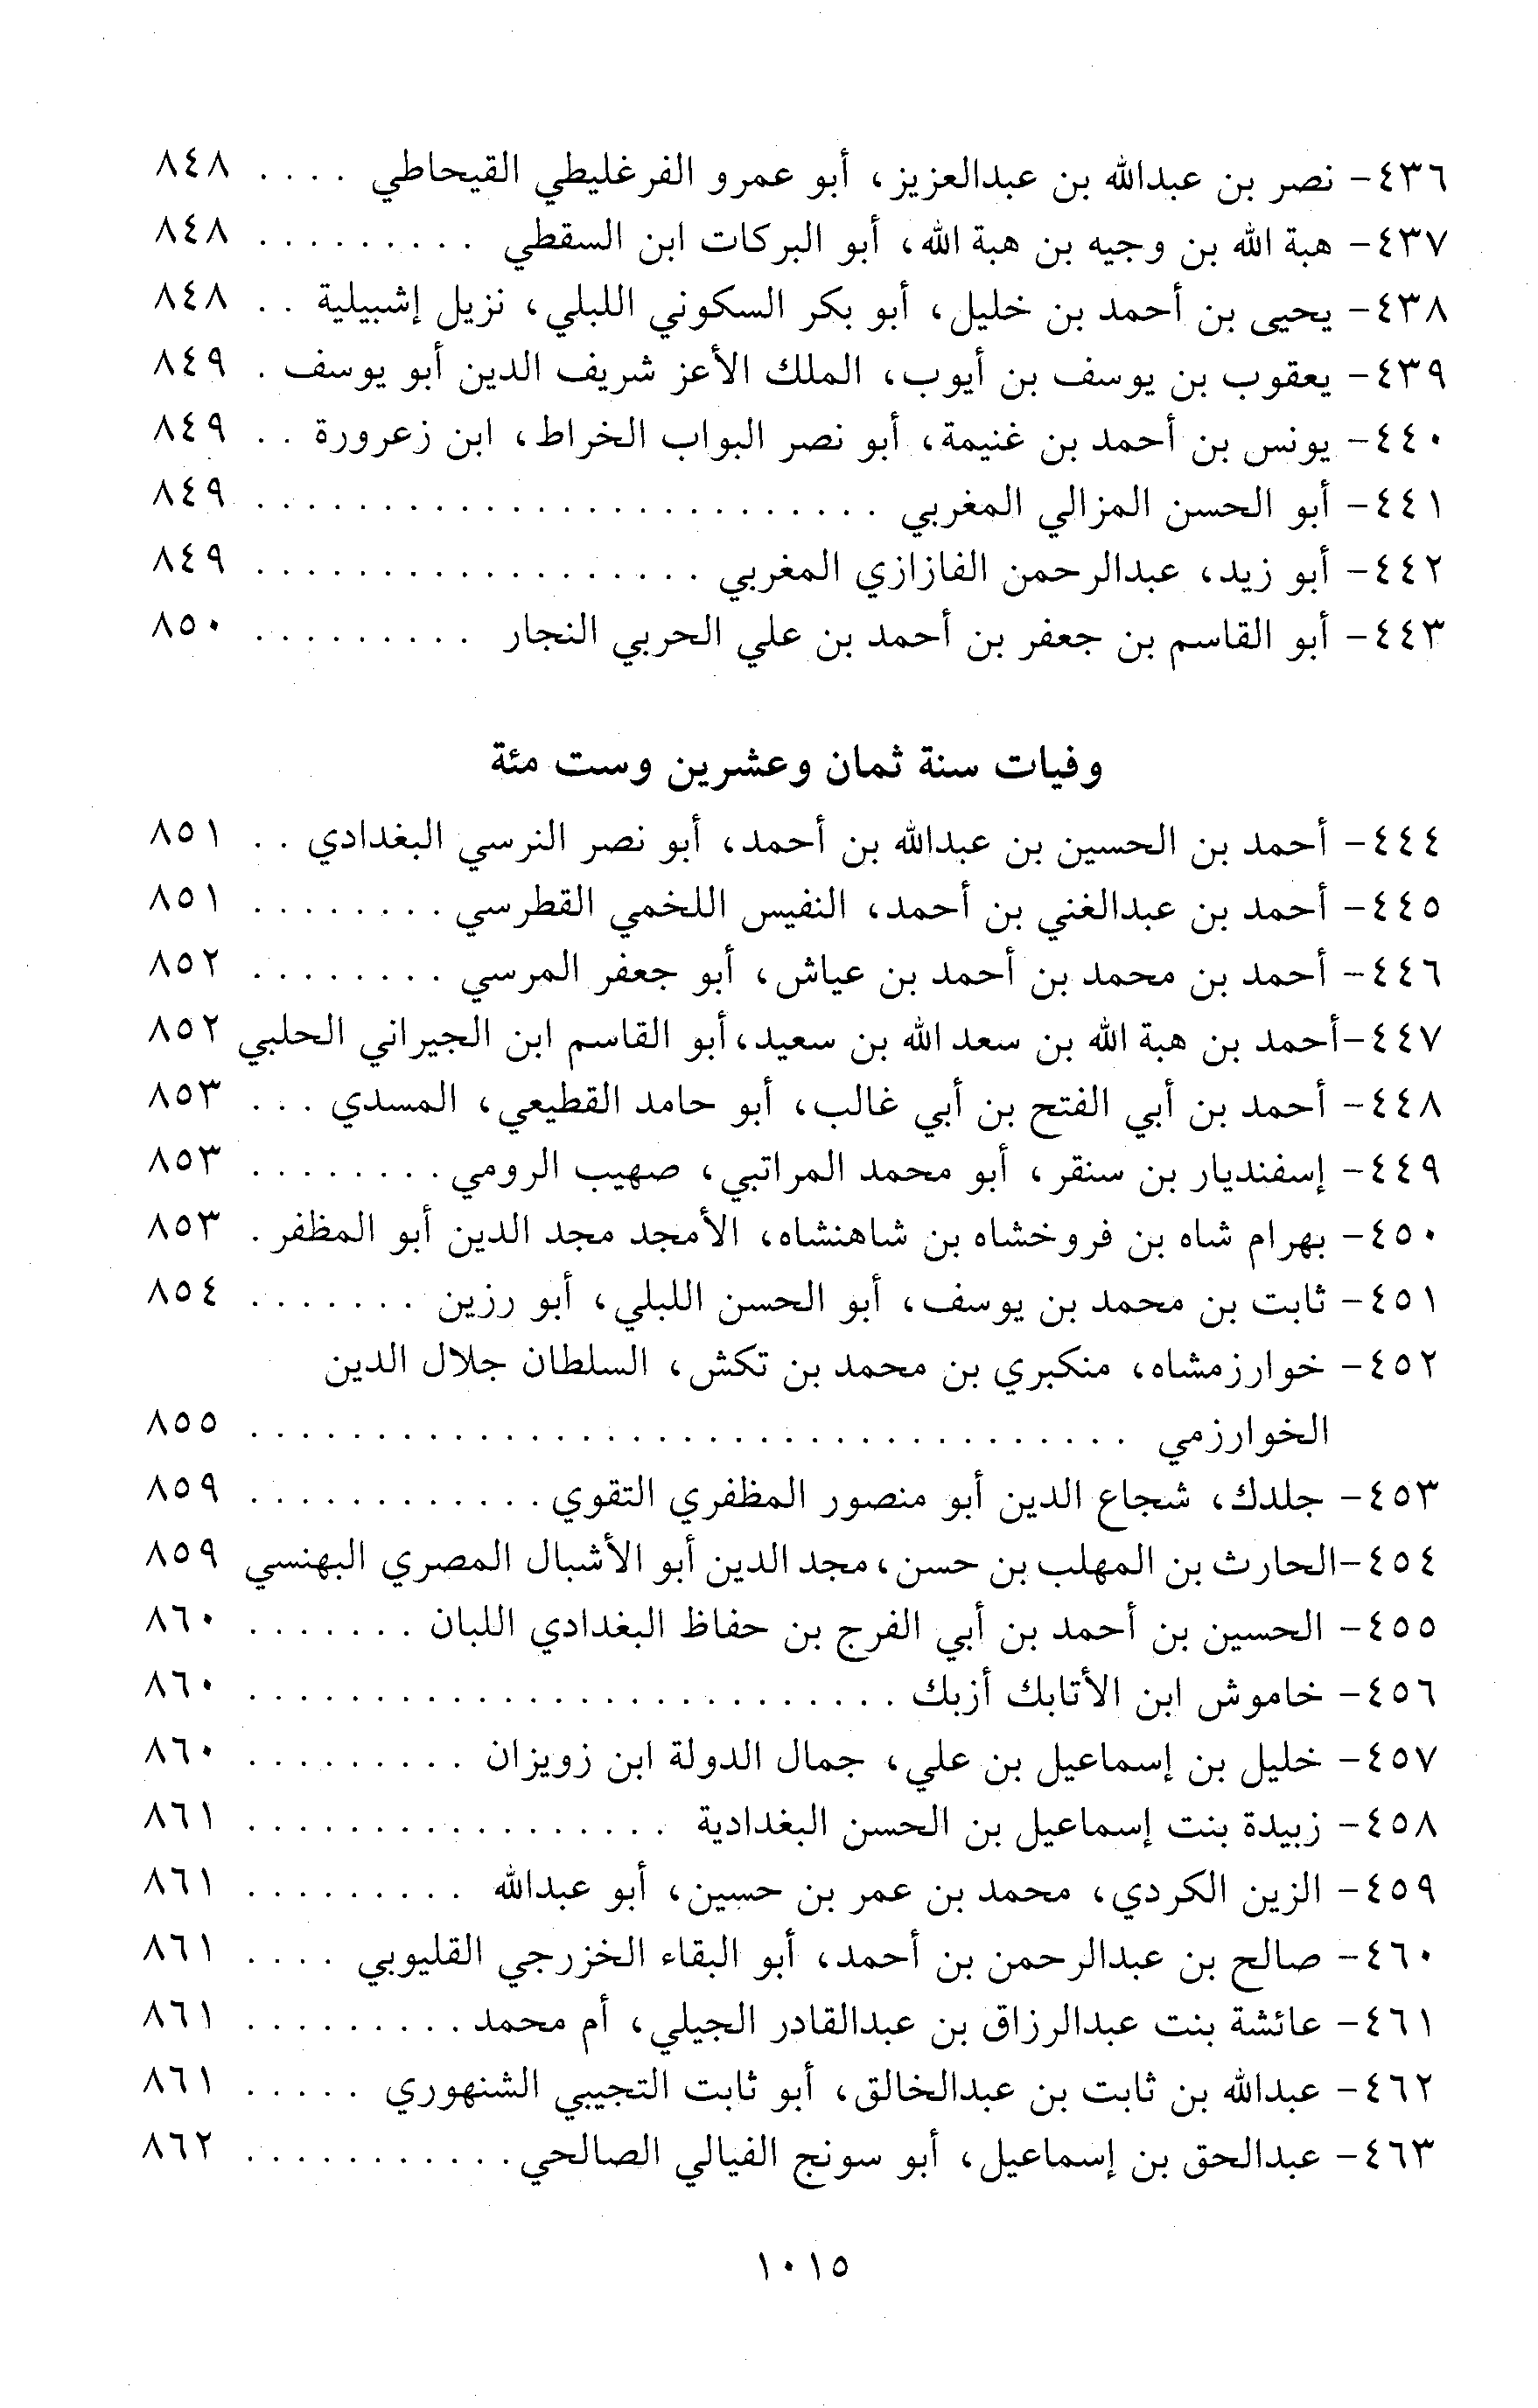 ٤٣٦- نصر بن عبدالله بن عبدالعزيز، أبو عمرو الفرغليطي القيحاطي . . . . ٨٤٨
٤٣٧- هبة الله بن وجيه بن هبة الله، أبو البركات ابن السقطي . . . . . . . . . ٨٤٨
٤٣٨- يحيى بن أحمد بن خليل، أبو بكر السكوني اللبلي، نزيل إشبيلية . . ٨٤٨
٤٣٩- يعقوب بن يوسف بن أيوب، الملك الأعز شريف الدين أبو يوسف . ٨٤٩
٤٤٠- يونس بن أحمد بن غنيمة، أبو نصر البواب الخراط، ابن زعرورة . . ٨٤٩
٤٤١- أبو الحسن المزالي المغربي . . . . . . . . . . . . . . . . . . . . . . . . . ٨٤٩
٤٤٢- أبو زيد، عبدالرحمن الفازازي المغربي . . . . . . . . . . . . . . . . . . ٨٤٩
٤٤٣- أبو القاسم بن جعفر بن أحمد بن علي الحربي النجار . . . . . . . . . ٨٥٠
وفيات سنة ثمان وعشرين وست مئة
٤٤٤- أحمد بن الحسين بن عبدالله بن أحمد، أبو نصر النرسي البغدادي . . ٨٥١
٤٤٥- أحمد بن عبدالغني بن أحمد، النفيس اللخمي القطرسي . . . . . . . . ٨٥١
٤٤٦- أحمد بن محمد بن أحمد بن عياش، أبو جعفر المرسي . . . . . . . . ٨٥٢
٤٤٧-أحمد بن هبة الله بن سعد الله بن سعيد،أبو القاسم ابن الجيراني الحلبي ٨٥٢
٤٤٨- أحمد بن أبي الفتح بن أبي غالب، أبو حامد القطيعي، المسدي . . . ٨٥٣
٤٤٩- إسفنديار بن سنقر، أبو محمد المراتبي، صهيب الرومي . . . . . . . . ٨٥٣
٤٥٠- بهرام شاه بن فروخشاه بن شاهنشاه، الأمجد مجد الدين أبو المظفر . ٨٥٣
٤٥١- ثابت بن محمد بن يوسف، أبو الحسن اللبلي، أبو رزين . . . . . . . ٨٥٤
٤٥٢- خوارزمشاه، منكبري بن محمد بن تكش، السلطان جلال الدين
الخوارزمي . . . . . . . . . . . . . . . . . . . . . . . . . . . . . . . . . . . ٨٥٥
٤٥٣- جلدك، شجاع الدين أبو منصور المظفري التقوي . . . . . . . . . . . . ٨٥٩
٤٥٤-الحارث بن المهلب بن حسن،مجد الدين أبو الأشبال المصري البهنسي ٨٥٩
٤٥٥- الحسين بن أحمد بن أبي الفرج بن حفاظ البغدادي اللبان . . . . . . . ٨٦٠
٤٥٦- خاموش ابن الأتابك أزبك . . . . . . . . . . . . . . . . . . . . . . . . . . ٨٦٠
٤٥٧- خليل بن إسماعيل بن علي، جمال الدولة ابن زويزان . . . . . . . . . ٨٦٠
٤٥٨- زبيدة بنت إسماعيل بن الحسن البغدادية . . . . . . . . . . . . . . . . . ٨٦١
٤٥٩- الزين الكردي، محمد بن عمر بن حسين، أبو عبدالله . . . . . . . . . ٨٦١
٤٦٠- صالح بن عبدالرحمن بن أحمد، أبو البقاء الخزرجي القليوبي . . . . ٨٦١
٤٦١- عائشة بنت عبدالرزاق بن عبدالقادر الجيلي، أم محمد . . . . . . . . . ٨٦١
٤٦٢- عبدالله بن ثابت بن عبدالخالق، أبو ثابت التجيبي الشنهوري . . . . . ٨٦١
٤٦٣- عبدالحق بن إسماعيل، أبو سونج الفيالي الصالحي . . . . . . . . . . . ٨٦٢
١٠١٥